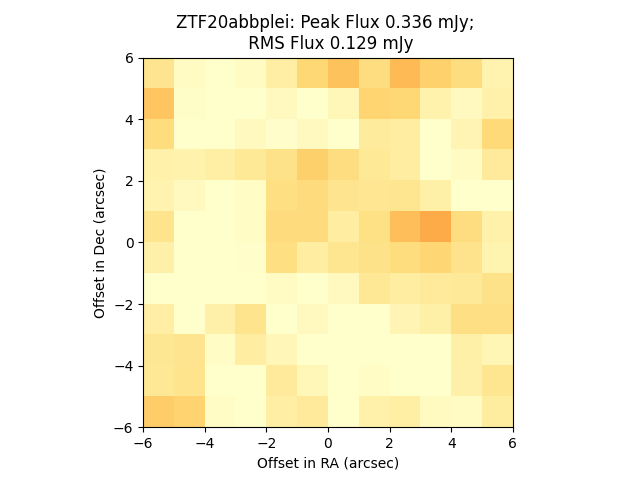 ZTF20abbplei: Peak Flux 0.336 mJy;
RMS Flux 0.129 mJy
6
4
2
0
−2
−4
−6
Offset in Dec (arcsec)
−6 −4 −2 0 2 4 6
Offset in RA (arcsec)